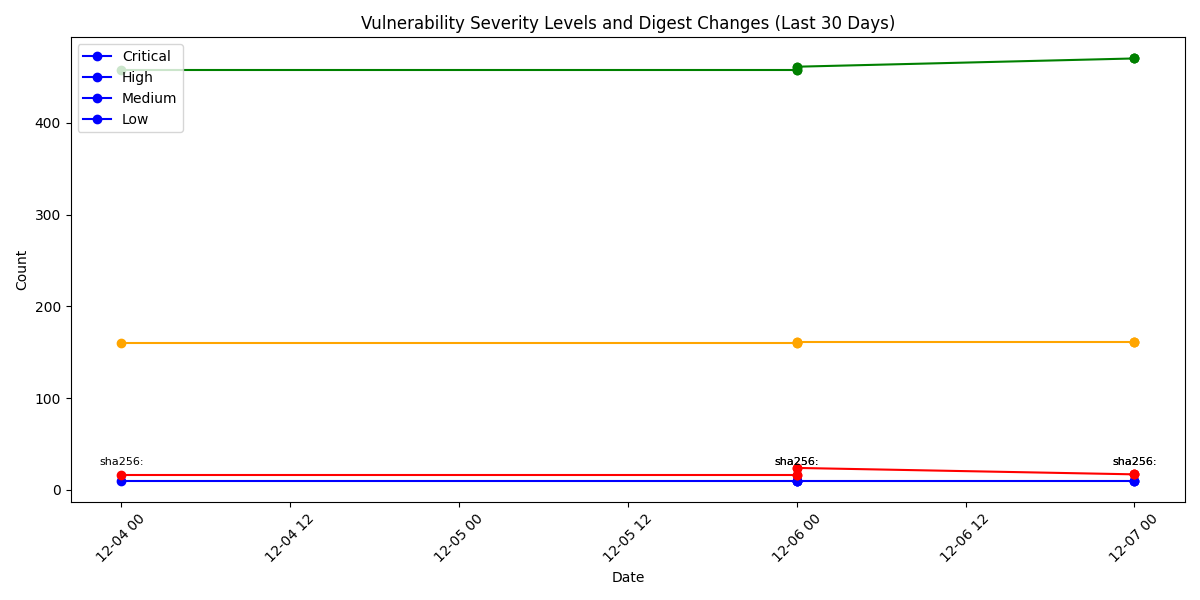 Vulnerability Severity Levels and Digest Changes (Last 30 Days)
Critical
High
Medium
Low
Count
400
300
200
100
0
sha256:
sha256:
sha256:
12-04 00
12-04 12
12-05 00
12-05 12
12-06 00
12-06 12
12-07 00
Date